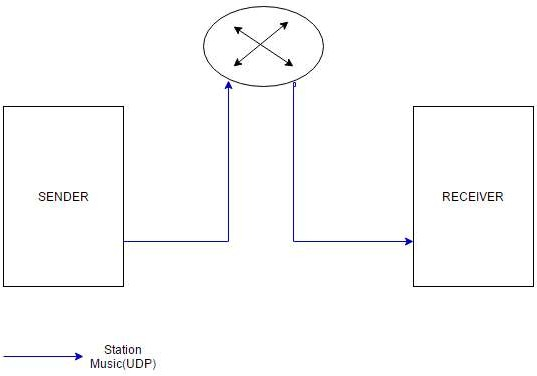 SENDER
RECEIVER
Station
Music(UDP)